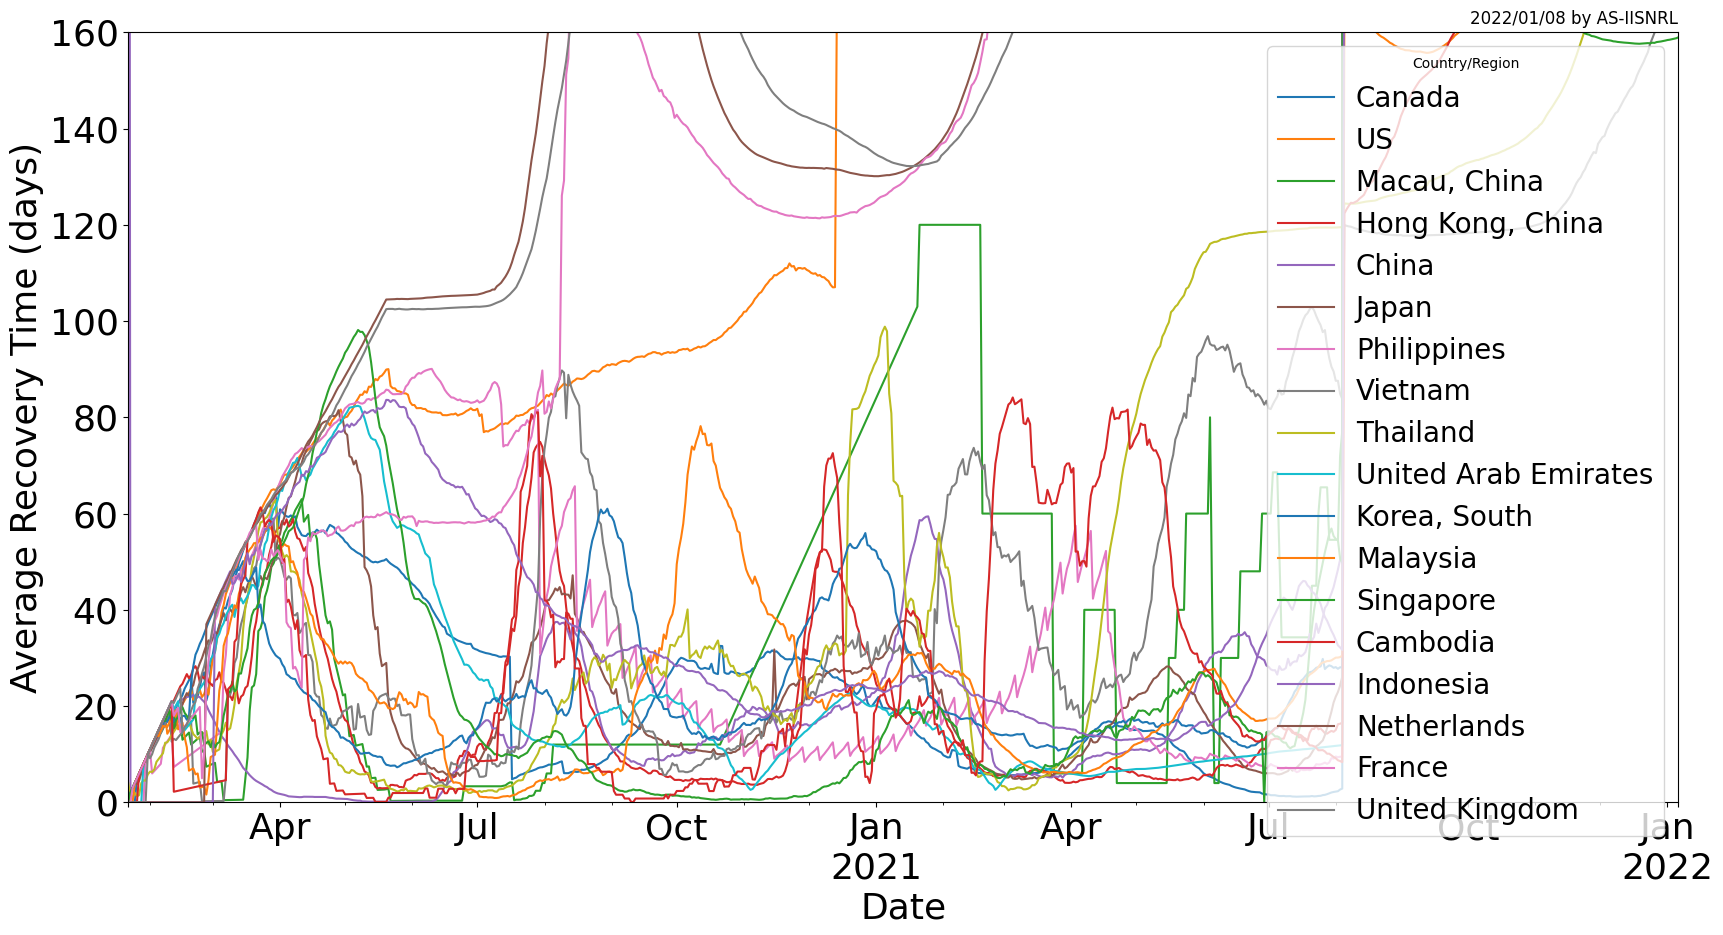 2022/01/08 by AS-IISNRL
160
140
120
100
80
60
40
20
0
Average Recovery Time (days)
Country/Region
Canada
US
Macau, China
Hong Kong, China
China
Japan
Philippines
Vietnam
Thailand
United Arab Emirates
Korea, South
Malaysia
Singapore
Cambodia
Indonesia
Netherlands
France
United Kingdom
Apr Jul Oct Jan Apr Jul Oct Jan
2021 2022
Date